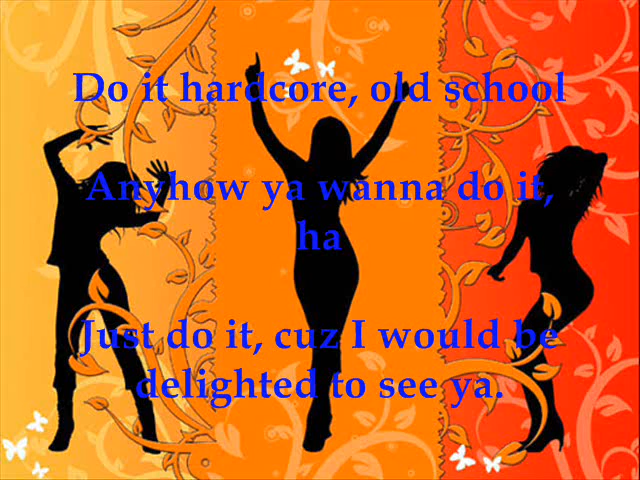 Do it hardcore, old school
Anyhow ya wanna do it,
ha
Just do it, cuz I would be
delighted to see ya.